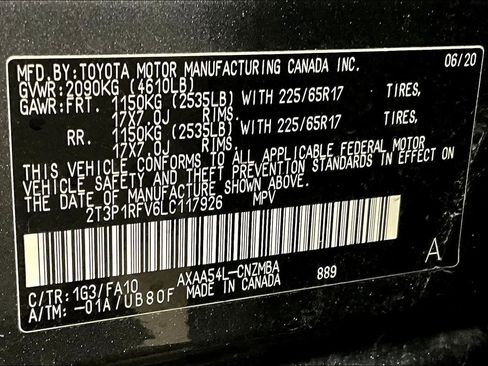 MFD.BY:TOYOTA MOTOR MANUFACTURING CANADA INC. 06/20
GVWR:2090KG (4610LB)
GAWR:FRT. 1150KG (2535LB) WITH 225/65R17 TIRES,
17X7.0J RIMS.
RR. 1150KG (2535LB) WITH 225/65R17 TIRES,
17X7.0J RIMS.
THIS VEHICLE CONFORMS TO ALL APPLICABLE FEDERAL MOTOR
VEHICLE SAFETY AND THEFT PREVENTION STANDARDS IN EFFECT ON
THE DATE OF MANUFACTURE SHOWN ABOVE.
2T3P1RFV6LC117926 MPV
A
C/TR:1G3/FA10 AXAA54L-CNZMBA 889
A/TM:-01A/UB80F MADE IN CANADA